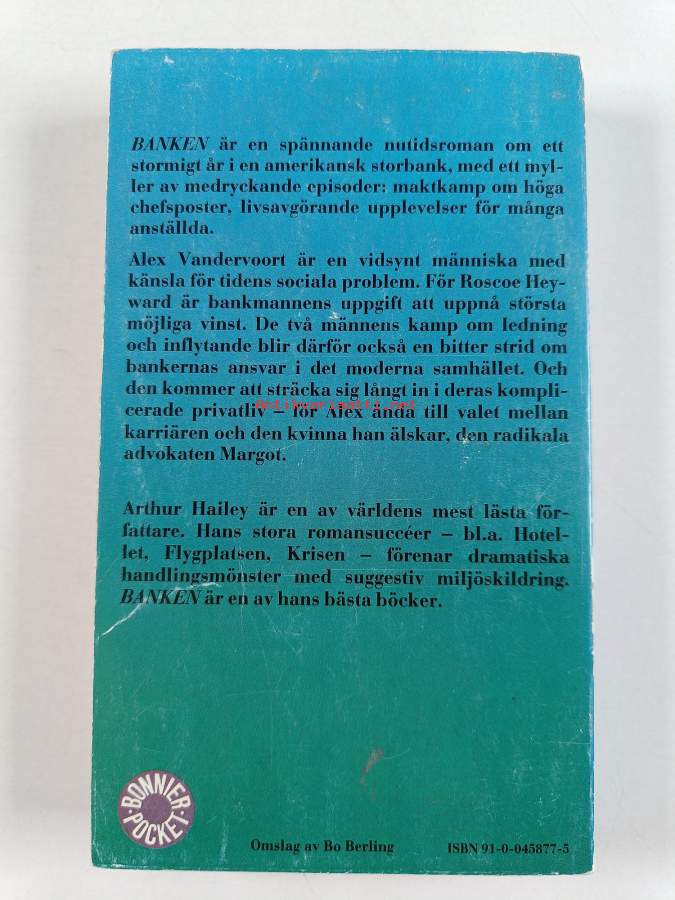 BANKEN är en spännande nutidsroman om ett
stormigt år i en amerikansk storbank, med ett myl-
ler av medryckande episoder: maktkamp om höga
chefsposter, livsavgörande upplevelser för många
anställda.
Alex Vandervoort är en vidsynt människa med
känsla för tidens sociala problem. För Roscoe Hey-
ward är bankmannens uppgift att uppnå största
möjliga vinst. De två männens kamp om ledning
och inflytande blir därför också en bitter strid om
bankernas ansvar i det moderna samhället. Och
den kommer att sträcka sig långt in i deras kompli-
cerade privatliv – för Alex ända till valet mellan
antikvariaatti.net
karriären och den kvinna han älskar, den radikala
advokaten Margot.
Arthur Hailey är en av världens mest lästa för-
fattare. Hans stora romansuccéer – bl.a. Hotel-
let, Flygplatsen, Krisen – förenar dramatiska
handlingsmönster med suggestiv miljöskildring.
BANKEN är en av hans bästa böcker.
BONNIER
POCKET
Omslag av Bo Berling
ISBN 91-0-045877-5